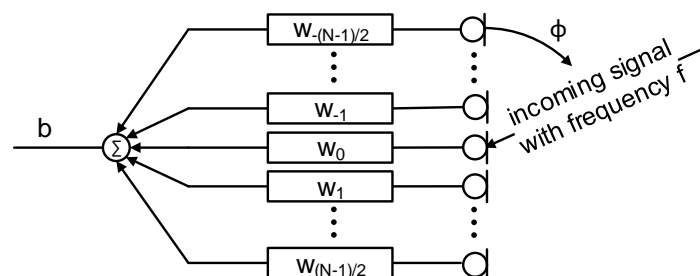 w-(N-1)/2
ϕ
incoming signal
with frequency f
w-1
b
Σ
w0
w1
w(N-1)/2